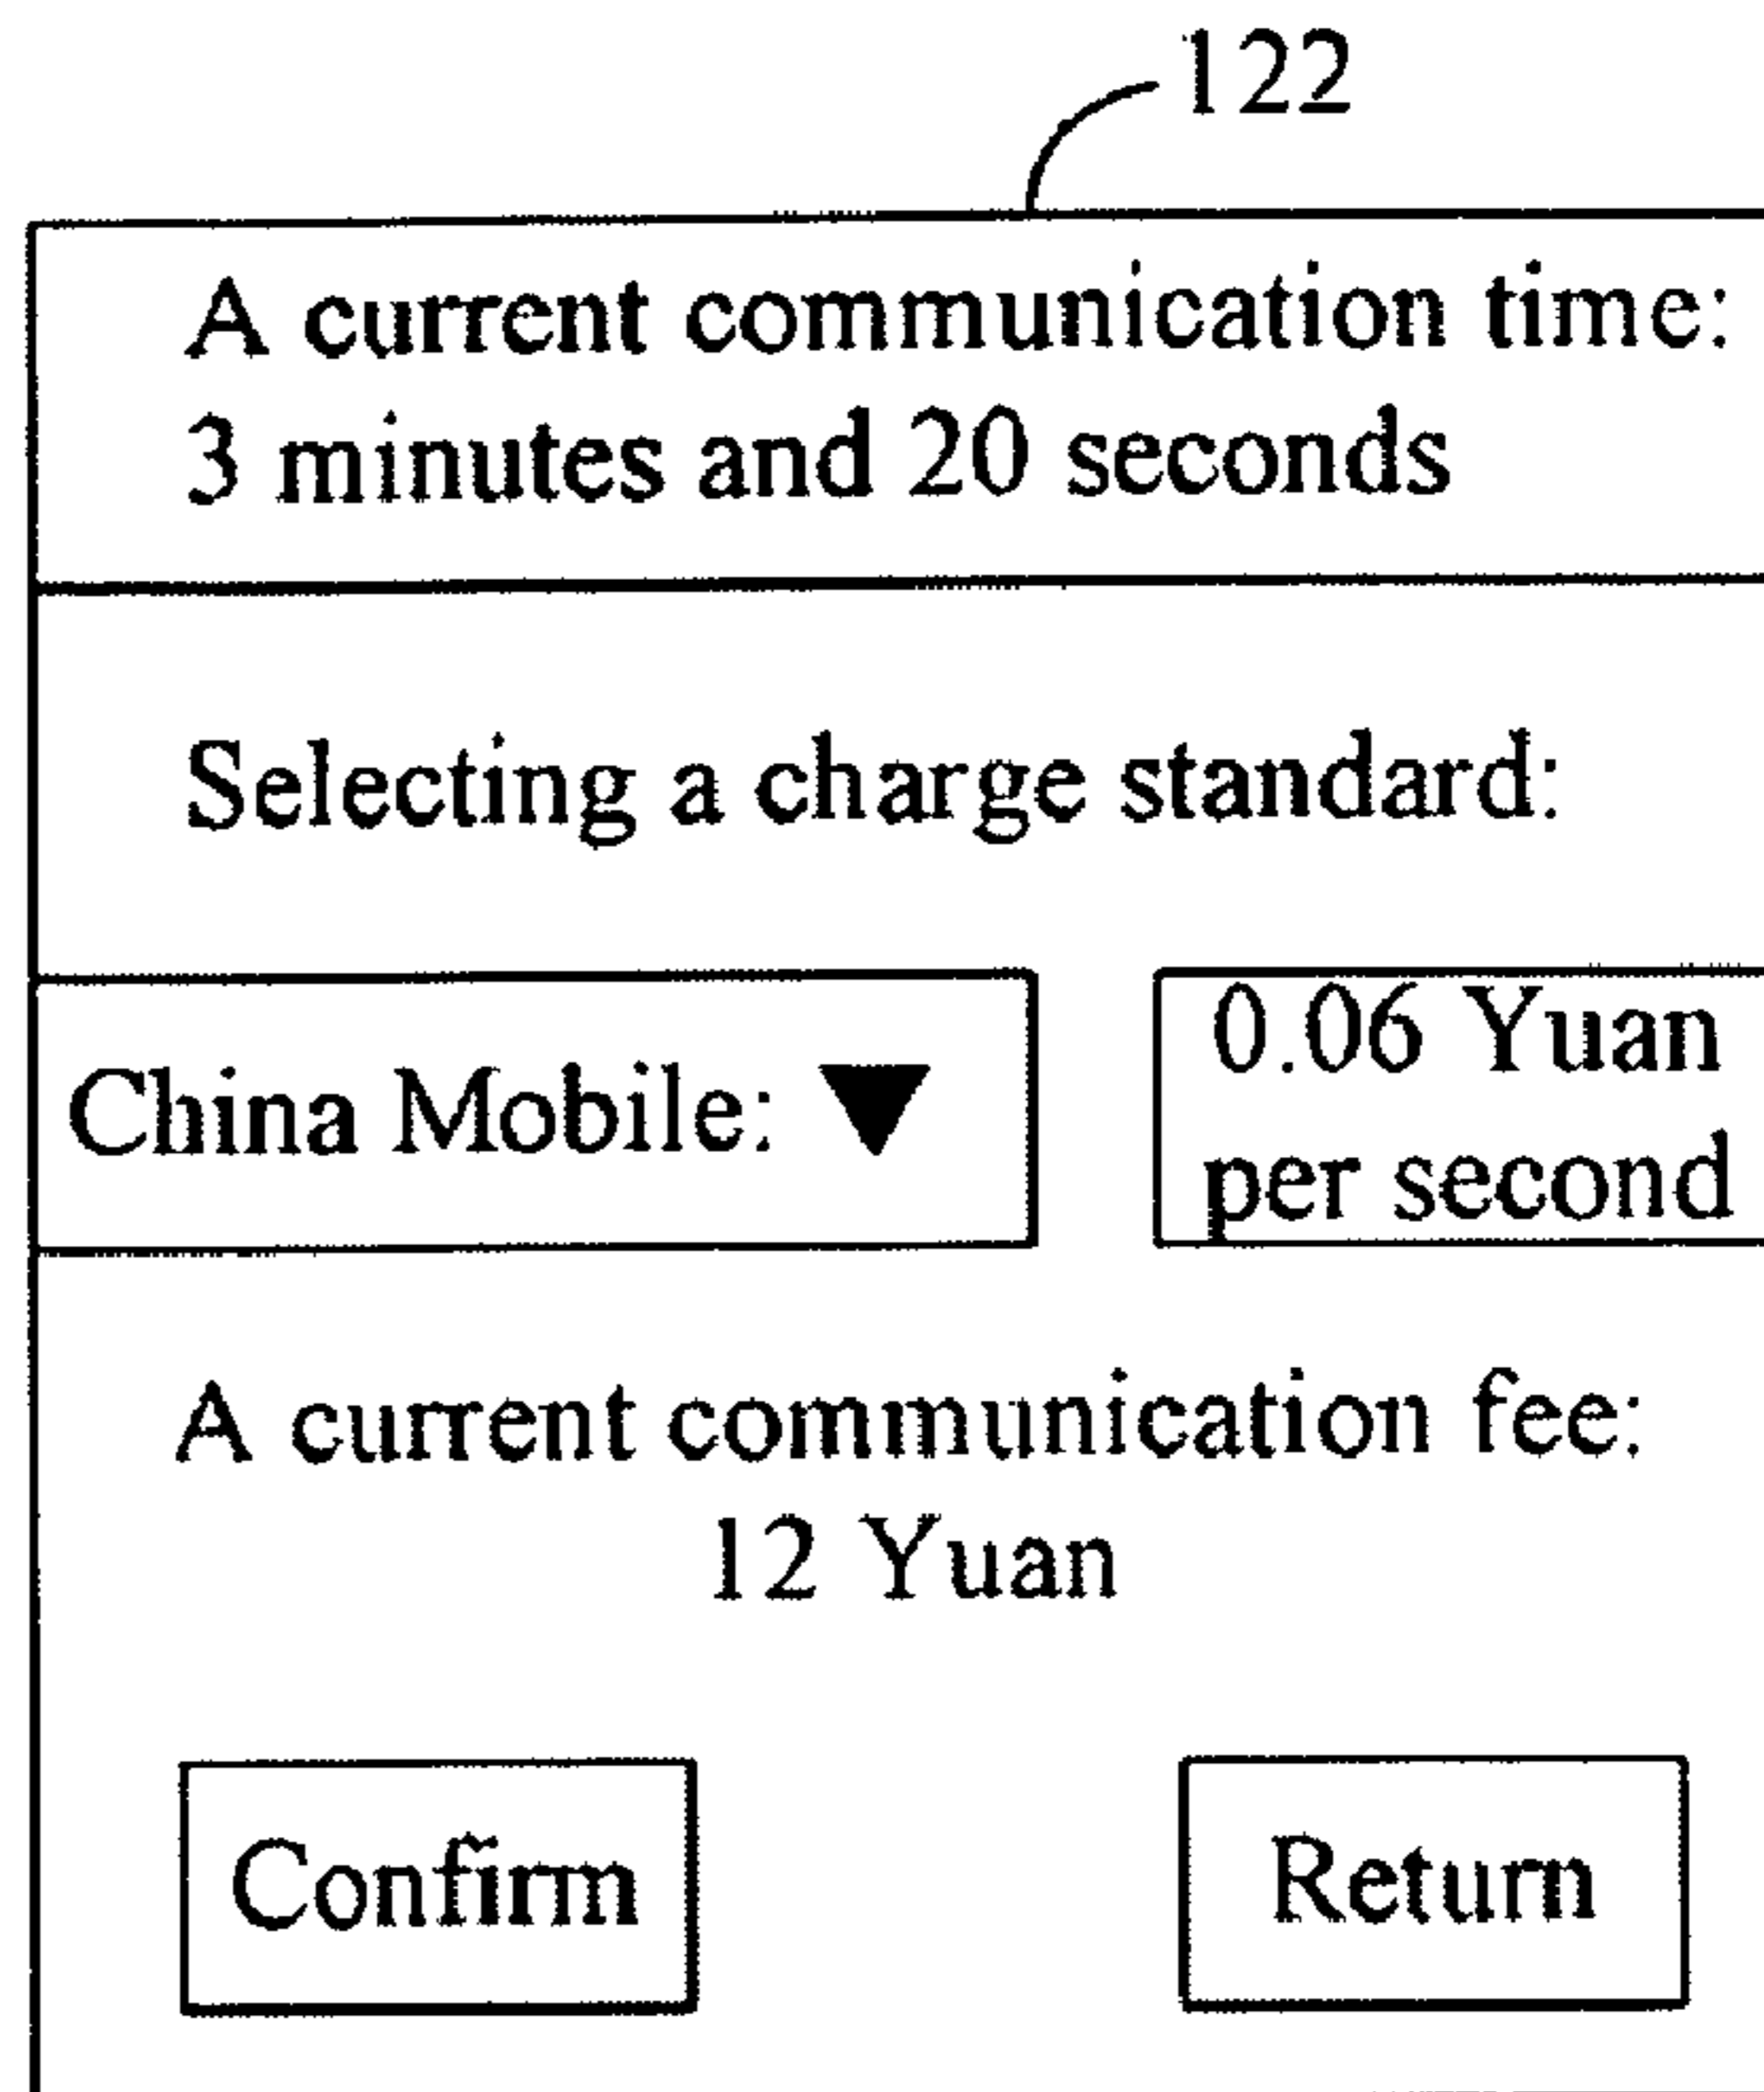 122
A current communication time:
3 minutes and 20 seconds
Selecting a charge standard:
China Mobile:
0.06 Yuan
per second
A current communication fee:
12 Yuan
Confirm
Return